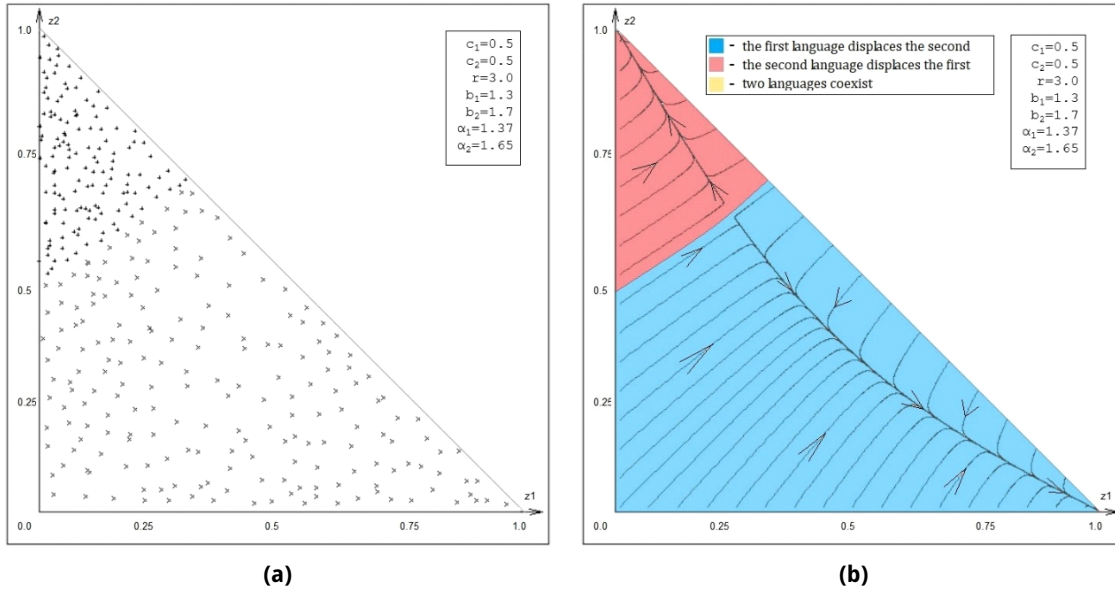 z2
1.0
0.75
0.5
0.25
0.0
0.25
0.5
0.75
1.0
z1
c₁=0.5
c₂=0.5
r=3.0
b₁=1.3
b₂=1.7
α₁=1.37
α₂=1.65
(a)
z2
1.0
0.75
0.5
0.25
0.0
0.25
0.5
0.75
1.0
z1
- the first language displaces the second
- the second language displaces the first
- two languages coexist
c₁=0.5
c₂=0.5
r=3.0
b₁=1.3
b₂=1.7
α₁=1.37
α₂=1.65
(b)